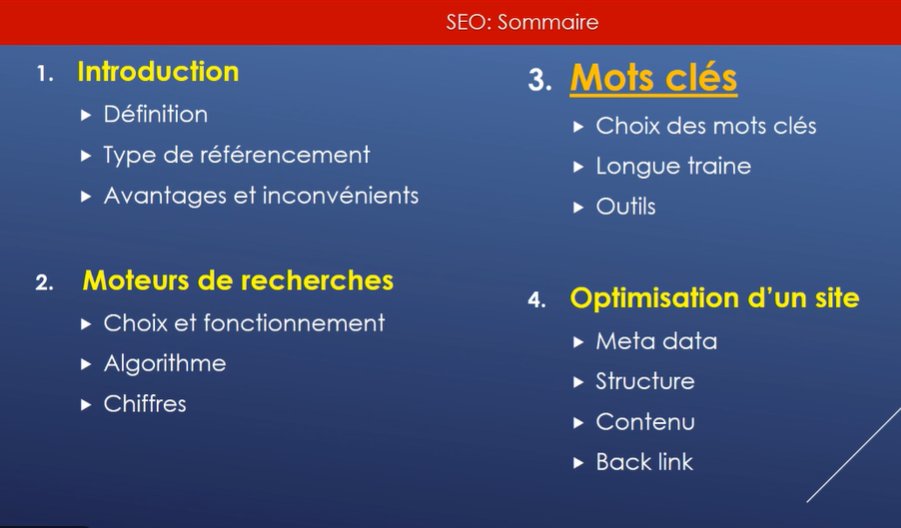 SEO: Sommaire
1. Introduction
Définition
Type de référencement
Avantages et inconvénients
2. Moteurs de recherches
Choix et fonctionnement
Algorithme
Chiffres
3. Mots clés
Choix des mots clés
Longue traine
Outils
4. Optimisation d'un site
Meta data
Structure
Contenu
Back link